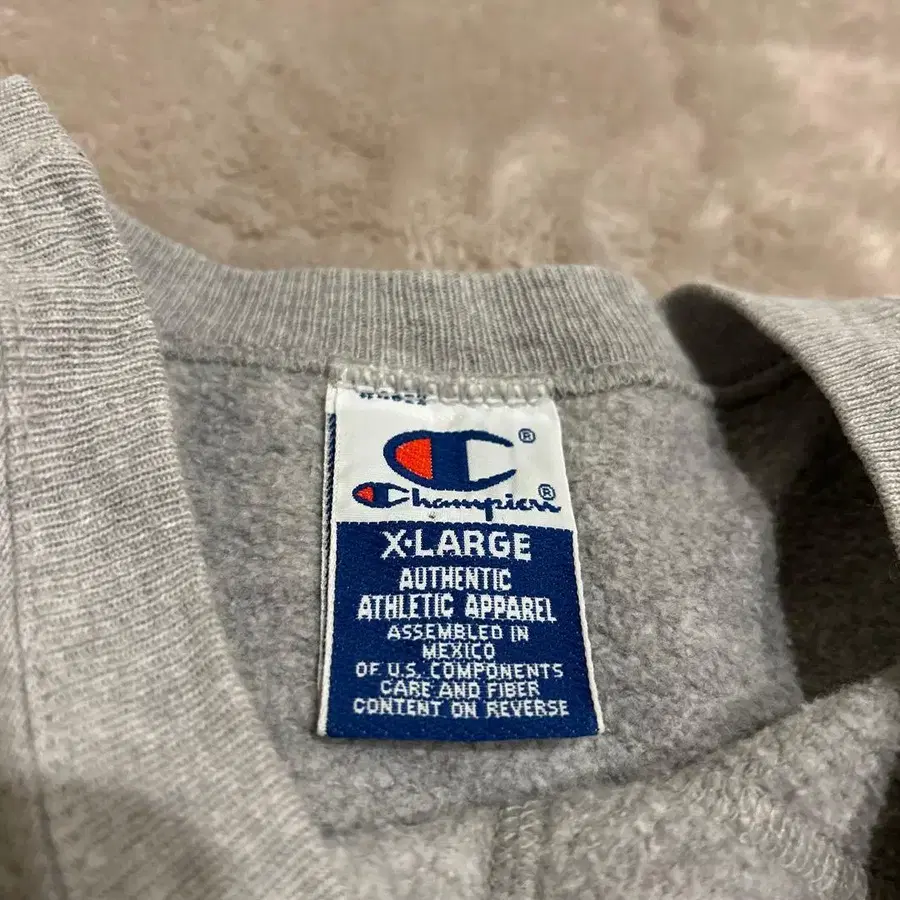 ®
Champion®
X-LARGE
AUTHENTIC
ATHLETIC APPAREL
ASSEMBLED IN
MEXICO
OF U.S. COMPONENTS
CARE AND FIBER
CONTENT ON REVERSE